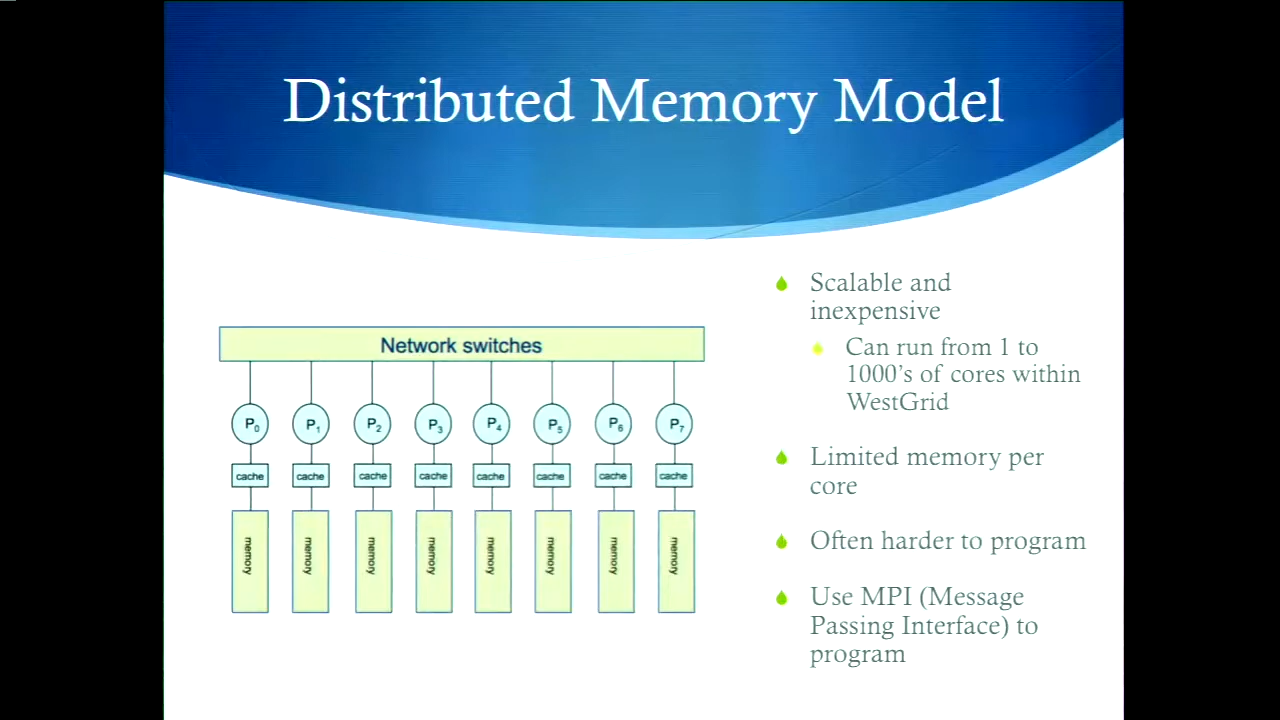 Distributed Memory Model
Network switches
P0 P1 P2 P3 P4 P5 P6 P7
cache cache cache cache cache cache cache cache
memory memory memory memory memory memory memory memory
Scalable and
inexpensive
Can run from 1 to
1000's of cores within
WestGrid
Limited memory per
core
Often harder to program
Use MPI (Message
Passing Interface) to
program